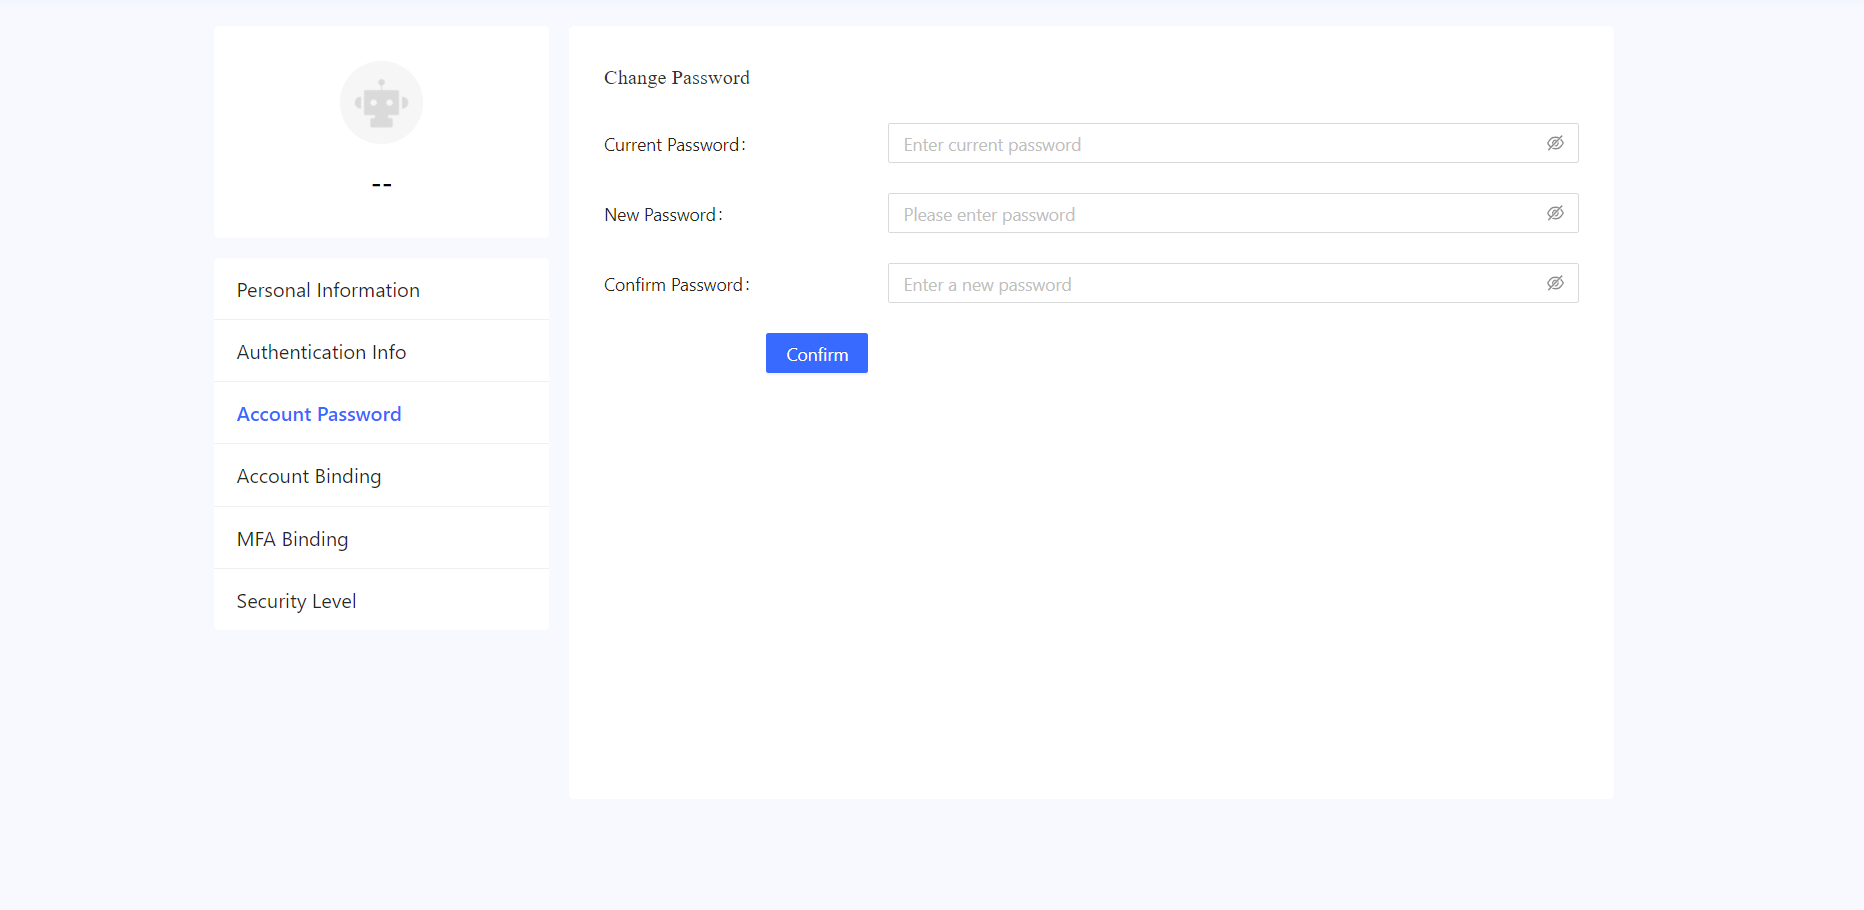 --
Personal Information
Authentication Info
Account Password
Account Binding
MFA Binding
Security Level
Change Password
Current Password:
Enter current password
New Password:
Please enter password
Confirm Password:
Enter a new password
Confirm